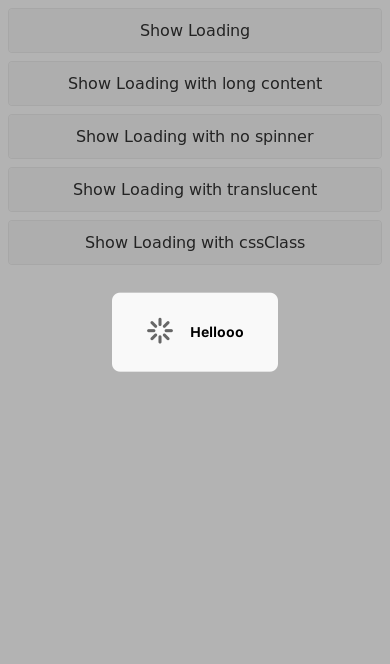 Show Loading
Show Loading with long content
Show Loading with no spinner
Show Loading with translucent
Show Loading with cssClass
Hellooo